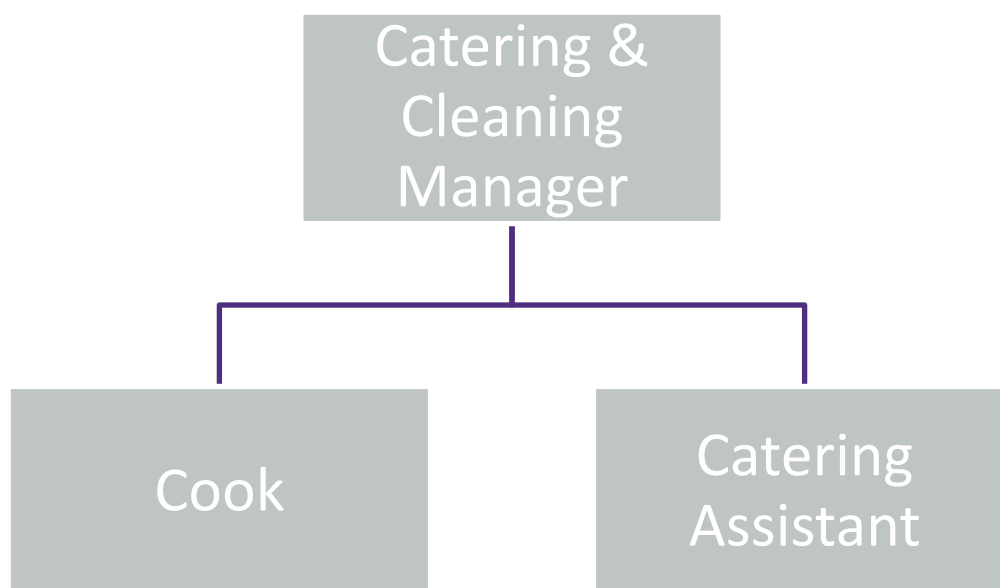 Catering &
Cleaning
Manager
Cook
Catering
Assistant